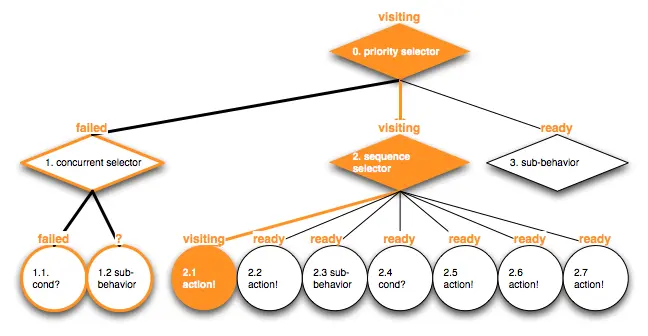 visiting
0. priority selector
failed
visiting
ready
1. concurrent selector
2. sequence
selector
3. sub-behavior
failed
?
visiting
ready
ready
ready
ready
ready
ready
1.1.
cond?
1.2 sub-
behavior
2.1
action!
2.2
action!
2.3 sub-
behavior
2.4
cond?
2.5
action!
2.6
action!
2.7
action!